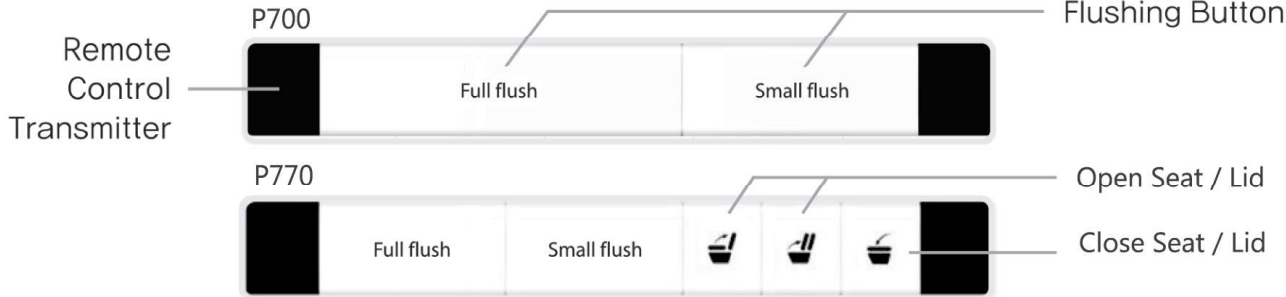 P700
Flushing Button
Remote
Control
Transmitter
Full flush
Small flush
P770
Open Seat / Lid
Full flush
Small flush
Close Seat / Lid